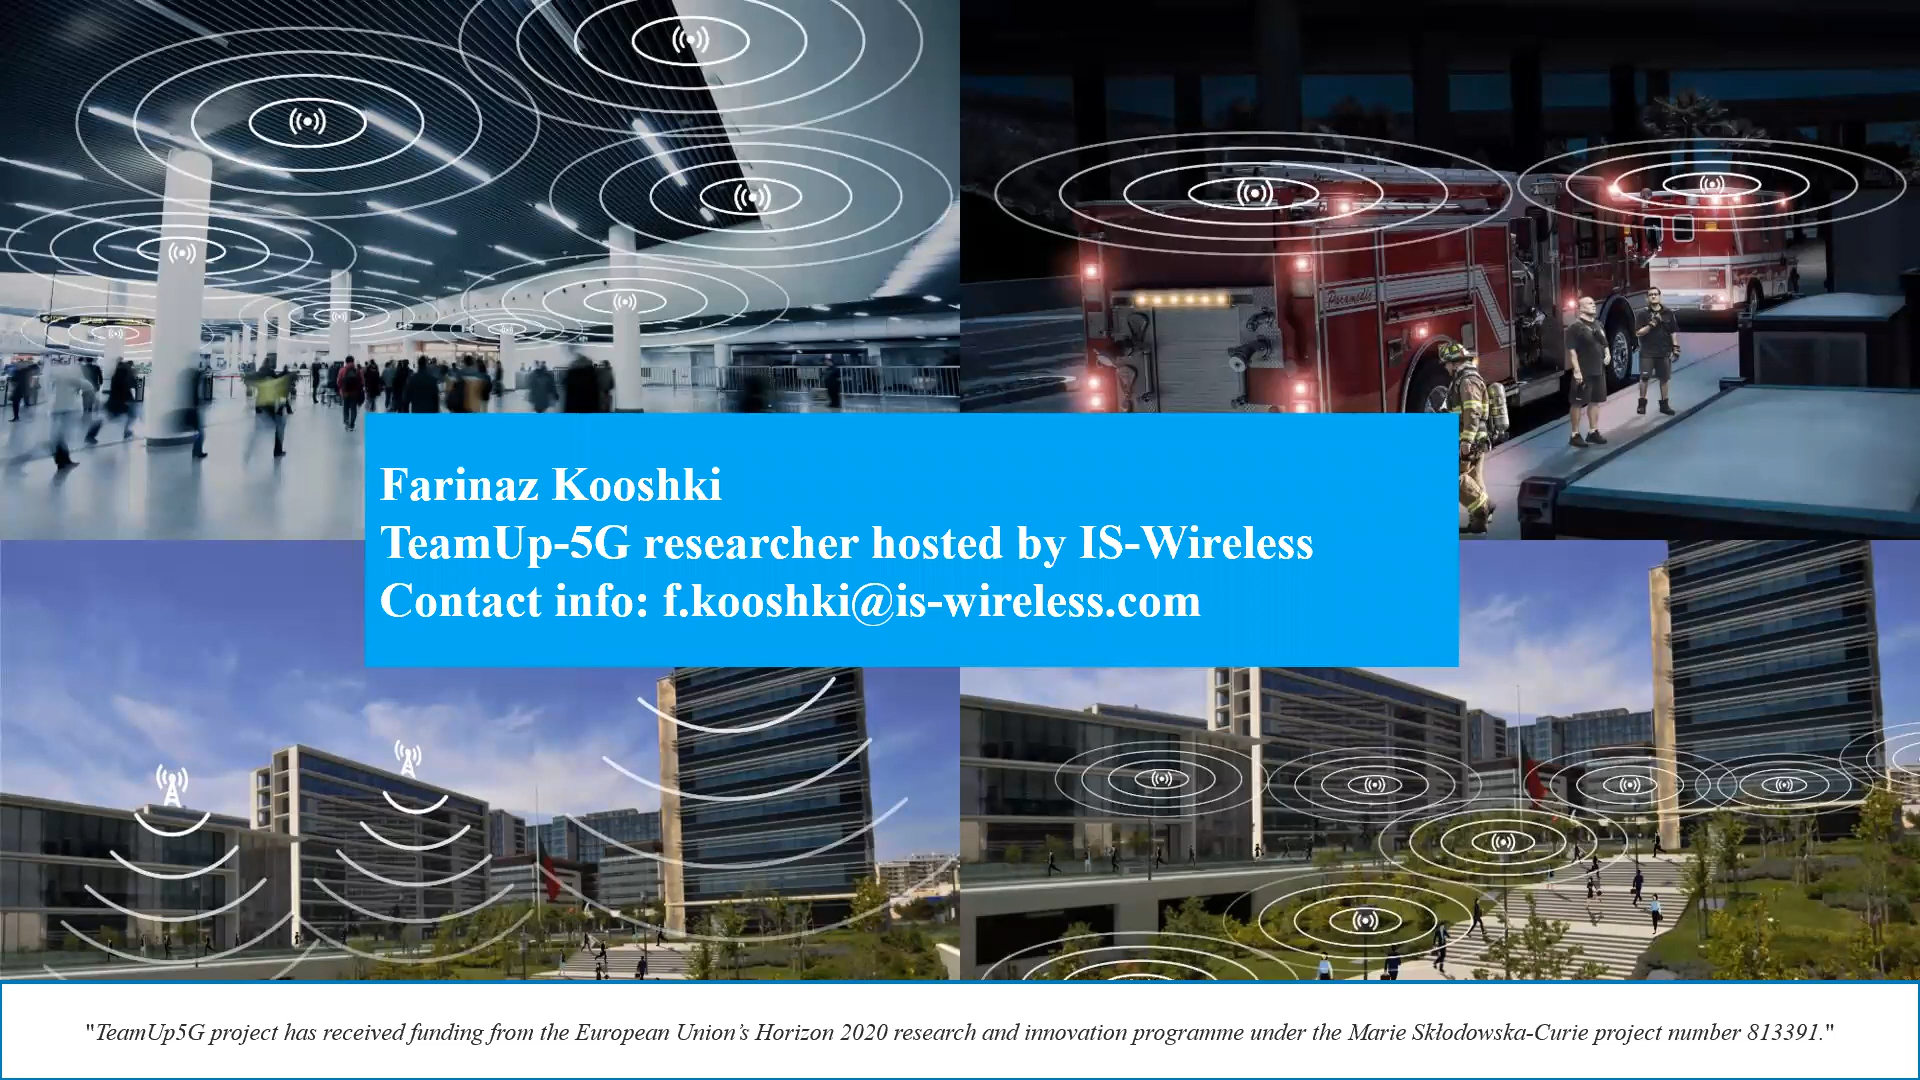 Paramedic
Farinaz Kooshki
TeamUp-5G researcher hosted by IS-Wireless
Contact info: f.kooshki@is-wireless.com
"TeamUp5G project has received funding from the European Union’s Horizon 2020 research and innovation programme under the Marie Skłodowska-Curie project number 813391."